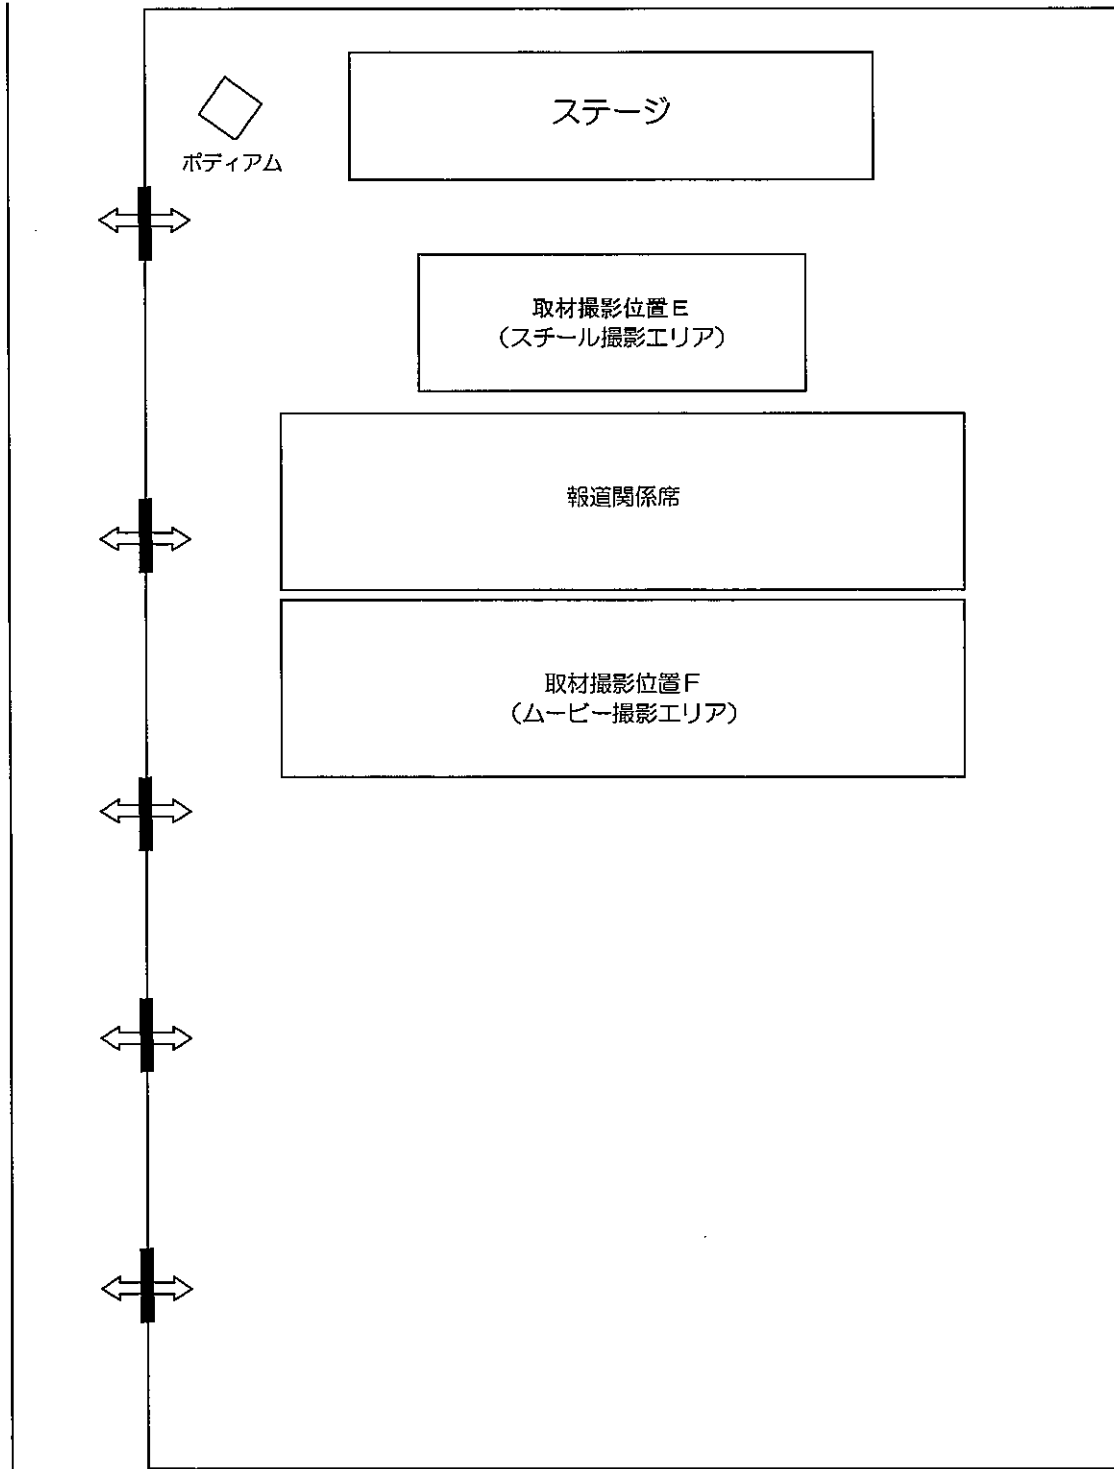 ステージ
ポディアム
取材撮影位置E
（スチール撮影エリア）
報道関係席
取材撮影位置F
（ムービー撮影エリア）